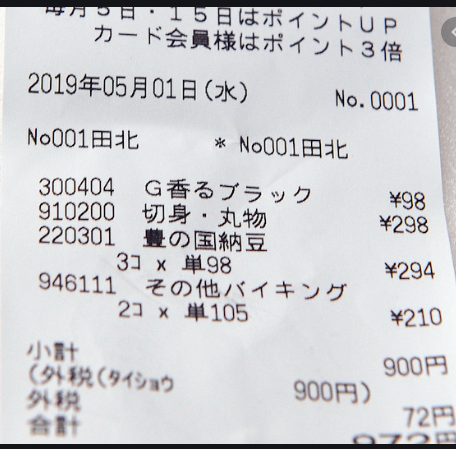 毎月5日・15日はポイントUP
カード会員様はポイント3倍
2019年05月01日(水) No.0001
No001田北 * No001田北
300404 G香るブラック ¥98
910200 切身・丸物 ¥298
220301 豊の国納豆
3コ x 単98 ¥294
946111 その他バイキング
2コ x 単105 ¥210
小計 900円
(外税(タイショウ 900円)
外税 72円
合計 972円